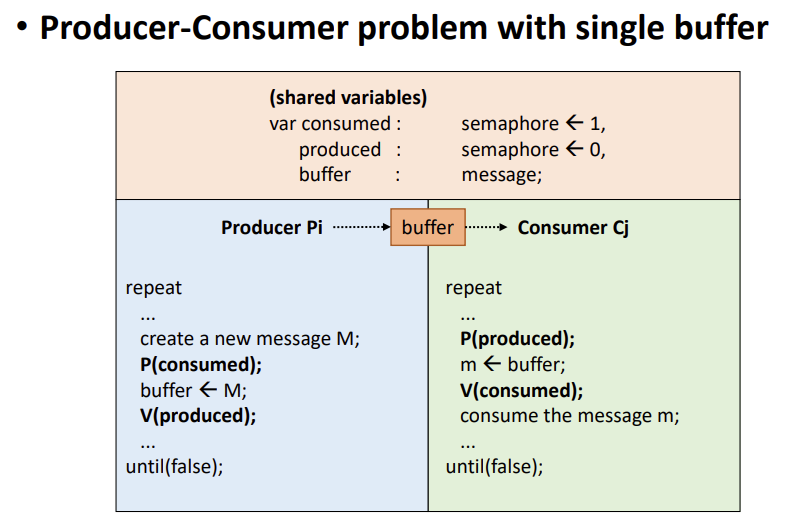 • Producer-Consumer problem with single buffer
(shared variables)
var consumed : semaphore 🡨 1,
produced : semaphore 🡨 0,
buffer : message;
Producer Pi buffer Consumer Cj
repeat
...
create a new message M;
P(consumed);
buffer 🡨 M;
V(produced);
...
until(false);
repeat
...
P(produced);
m 🡨 buffer;
V(consumed);
consume the message m;
...
until(false);